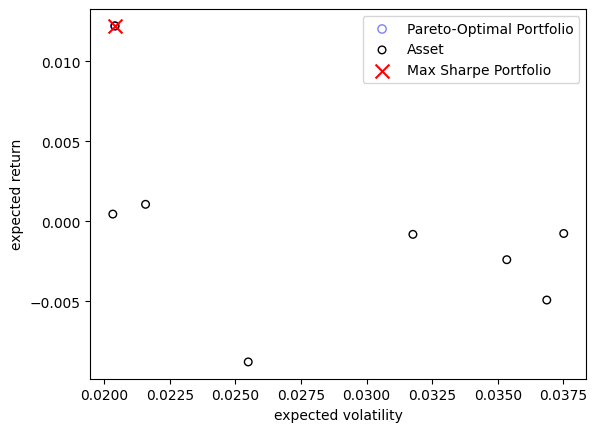 Pareto-Optimal Portfolio
Asset
Max Sharpe Portfolio
0.010
0.005
0.000
−0.005
expected return
0.0200 0.0225 0.0250 0.0275 0.0300 0.0325 0.0350 0.0375
expected volatility